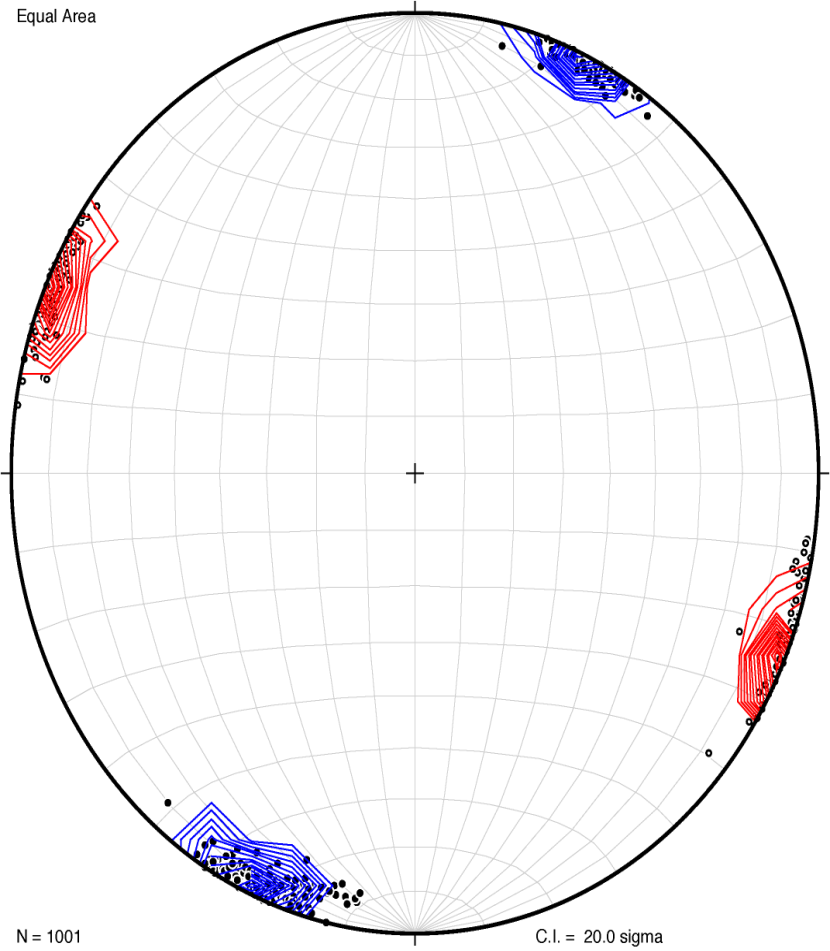 Equal Area
N = 1001
C.I. = 20.0 sigma